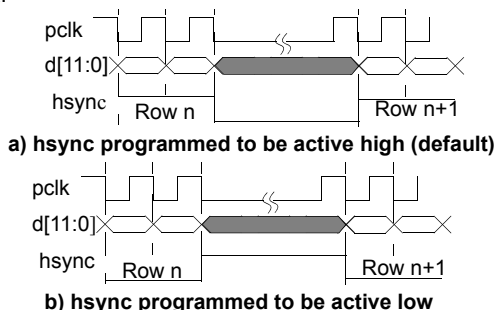 pclk
d[11:0]
hsync
Row n
Row n+1
a) hsync programmed to be active high (default)
pclk
d[11:0]
hsync
Row n
Row n+1
b) hsync programmed to be active low